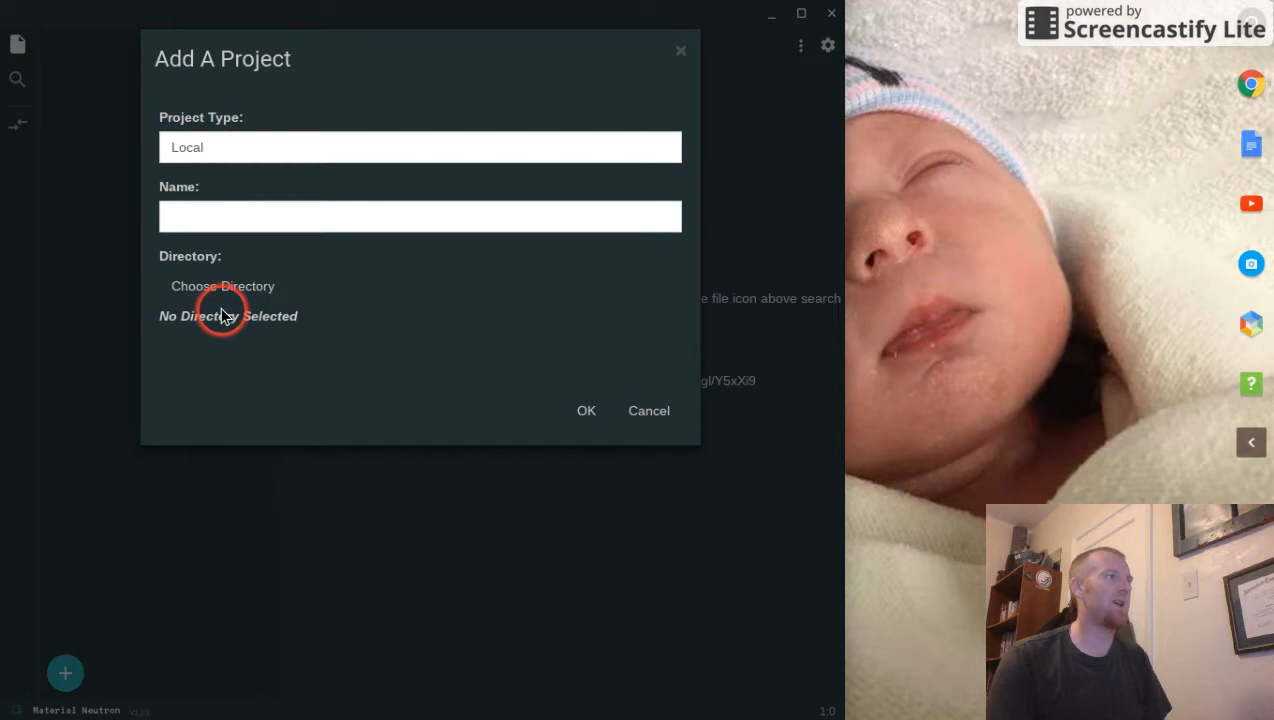 powered by
Screencastify Lite
Add A Project
×
Project Type:
Local
Name:
Directory:
Choose Directory
e file icon above search
No Directory Selected
gl/Y5xXi9
OK
Cancel
Material Neutron
1:0